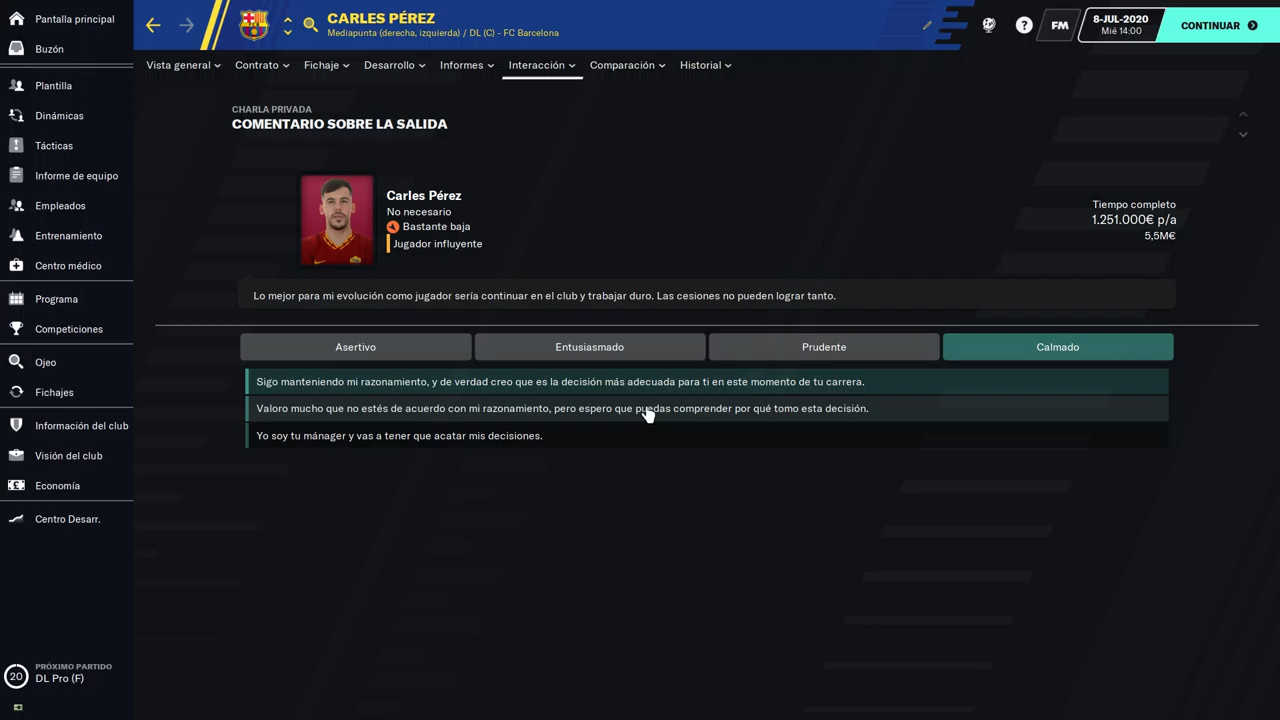 Pantalla principal
Buzón
Plantilla
Dinámicas
Tácticas
Informe de equipo
Empleados
Entrenamiento
Centro médico
Programa
Competiciones
Ojeo
Fichajes
Información del club
Visión del club
Economía
Centro Desarr.
20
PRÓXIMO PARTIDO
DL Pro (F)
CARLES PÉREZ
Mediapunta (derecha, izquierda) / DL (C) - FC Barcelona
?
FM
8-JUL-2020
Mié 14:00
CONTINUAR
Vista general
Contrato
Fichaje
Desarrollo
Informes
Interacción
Comparación
Historial
CHARLA PRIVADA
COMENTARIO SOBRE LA SALIDA
Carles Pérez
No necesario
Bastante baja
Jugador influyente
Tiempo completo
1.251.000€ p/a
5,5M€
Lo mejor para mi evolución como jugador sería continuar en el club y trabajar duro. Las cesiones no pueden lograr tanto.
Asertivo
Entusiasmado
Prudente
Calmado
Sigo manteniendo mi razonamiento, y de verdad creo que es la decisión más adecuada para ti en este momento de tu carrera.
Valoro mucho que no estés de acuerdo con mi razonamiento, pero espero que puedas comprender por qué tomo esta decisión.
Yo soy tu mánager y vas a tener que acatar mis decisiones.